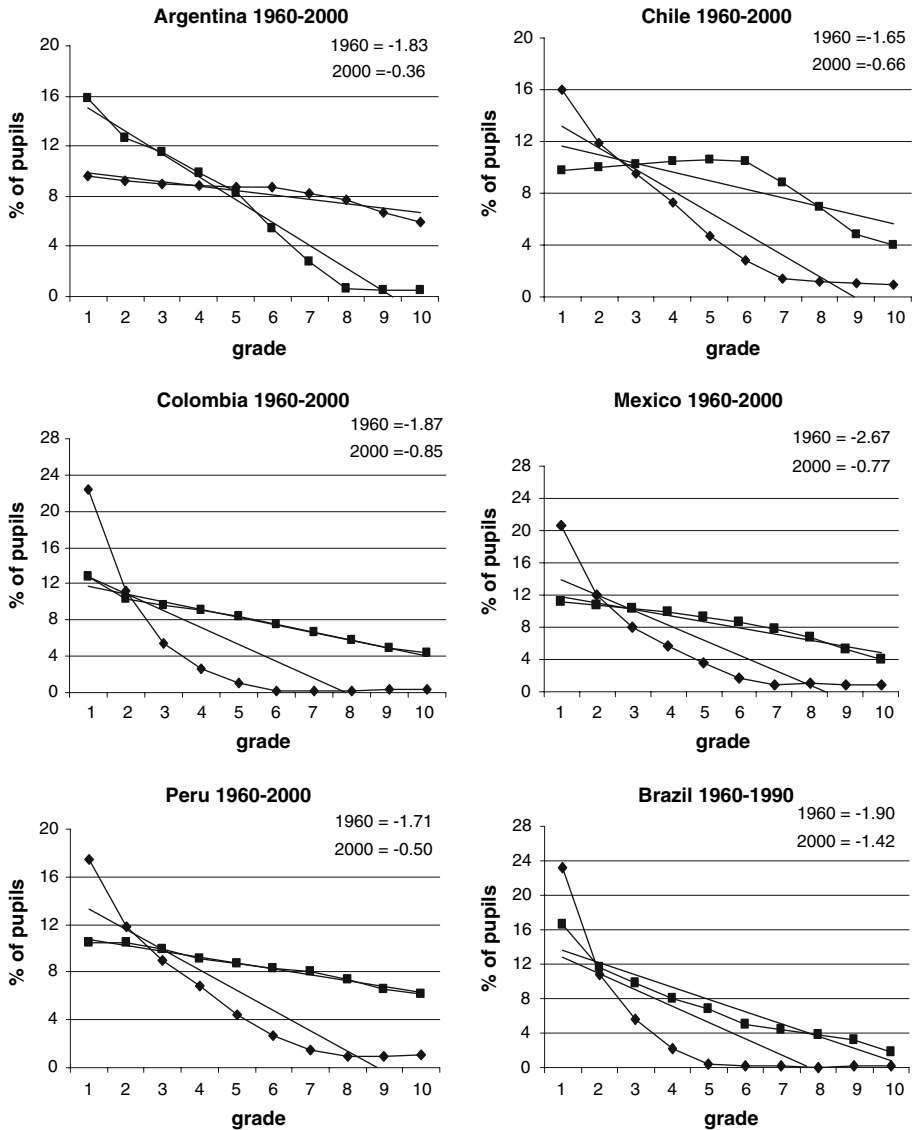 Argentina 1960-2000
1960 = -1.83
2000 =-0.36
% of pupils
20
16
12
8
4
0
1 2 3 4 5 6 7 8 9 10
grade
Chile 1960-2000
1960 =-1.65
2000 =-0.66
% of pupils
20
16
12
8
4
0
1 2 3 4 5 6 7 8 9 10
grade
Colombia 1960-2000
1960 =-1.87
2000 =-0.85
% of pupils
28
24
20
16
12
8
4
0
1 2 3 4 5 6 7 8 9 10
grade
Mexico 1960-2000
1960 =-2.67
2000 =-0.77
% of pupils
28
24
20
16
12
8
4
0
1 2 3 4 5 6 7 8 9 10
grade
Peru 1960-2000
1960 = -1.71
2000 = -0.50
% of pupils
20
16
12
8
4
0
1 2 3 4 5 6 7 8 9 10
grade
Brazil 1960-1990
1960 = -1.90
2000 = -1.42
% of pupils
28
24
20
16
12
8
4
0
1 2 3 4 5 6 7 8 9 10
grade